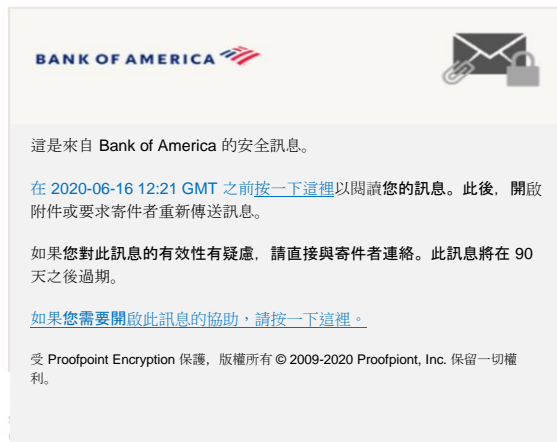 BANK OF AMERICA
這是來自 Bank of America 的安全訊息。
在 2020-06-16 12:21 GMT 之前按一下這裡以閱讀您的訊息。此後，開啟
附件或要求寄件者重新傳送訊息。
如果您對此訊息的有效性有疑慮，請直接與寄件者連絡。此訊息將在 90
天之後過期。
如果您需要開啟此訊息的協助，請按一下這裡。
受 Proofpoint Encryption 保護，版權所有 © 2009-2020 Proofpiont, Inc. 保留一切權
利。